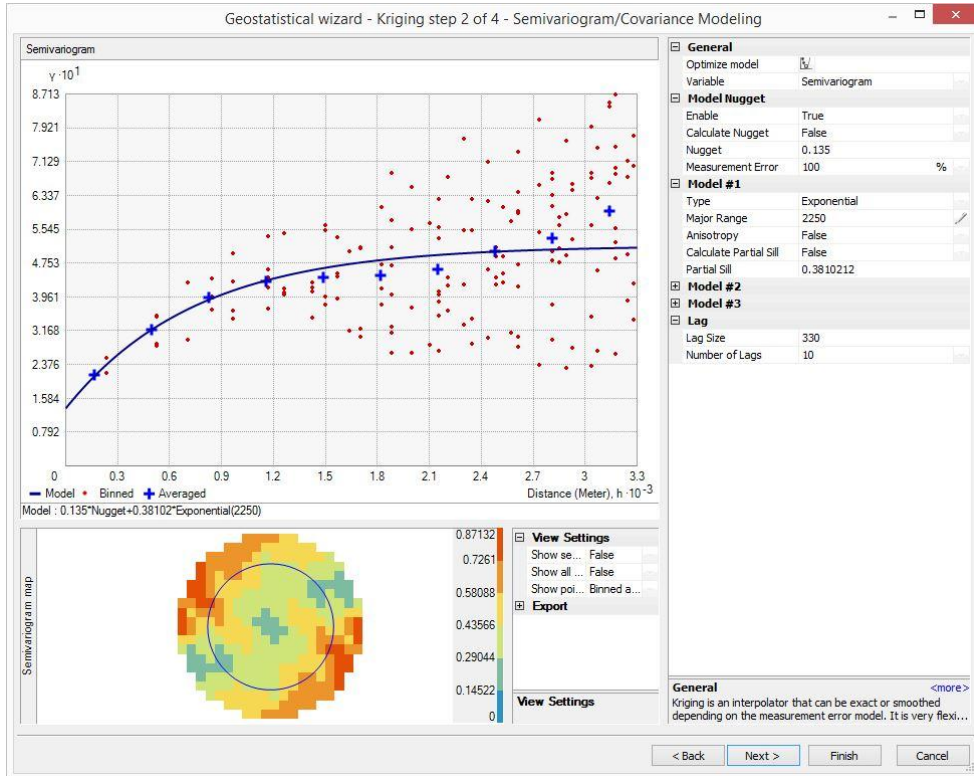 Geostatistical wizard - Kriging step 2 of 4 - Semivariogram/Covariance Modeling
Semivariogram
γ·10¹
8.713
7.921
7.129
6.337
5.545
4.753
3.961
3.168
2.376
1.584
0.792
0 0.3 0.6 0.9 1.2 1.5 1.8 2.1 2.4 2.7 3 3.3
Model Binned Averaged Distance (Meter), h ·10⁻³
Model : 0.135*Nugget+0.38102*Exponential(2250)
Semivariogram map
0.87132
0.7261
0.58088
0.43566
0.29044
0.14522
0
View Settings
Show se... False
Show all ... False
Show poi... Binned a...
Export
View Settings
General
Optimize model
Variable Semivariogram
Model Nugget
Enable True
Calculate Nugget False
Nugget 0.135
Measurement Error 100 %
Model #1
Type Exponential
Major Range 2250
Anisotropy False
Calculate Partial Sill False
Partial Sill 0.3810212
Model #2
Model #3
Lag
Lag Size 330
Number of Lags 10
General <more>
Kriging is an interpolator that can be exact or smoothed
depending on the measurement error model. It is very flexi...
< Back Next > Finish Cancel